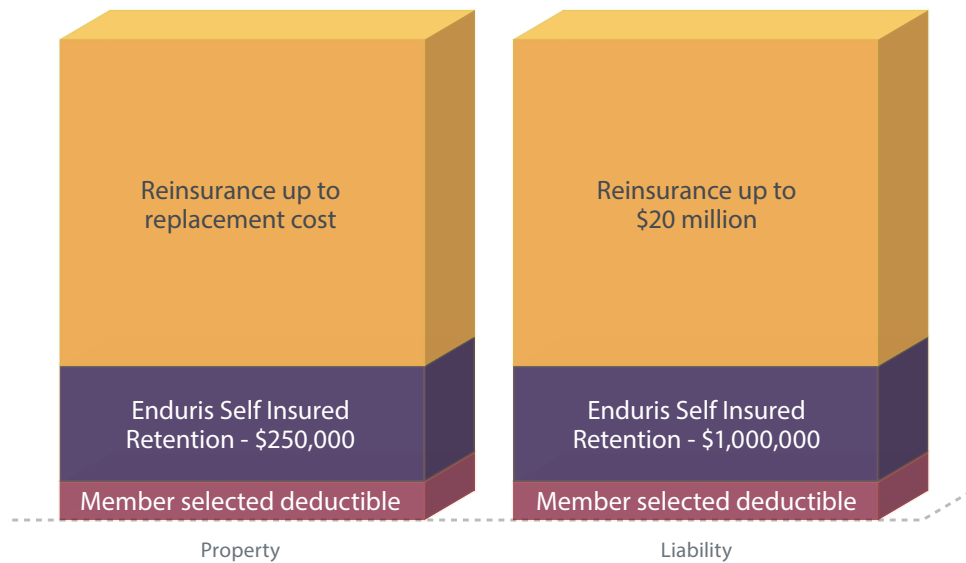 Reinsurance up to
replacement cost
Enduris Self Insured
Retention - $250,000
Member selected deductible
Property
Reinsurance up to
$20 million
Enduris Self Insured
Retention - $1,000,000
Member selected deductible
Liability